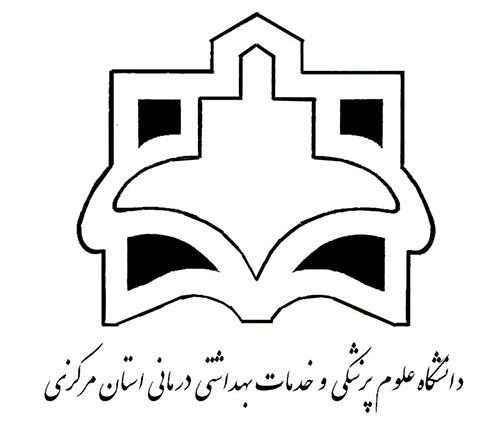 دانشگاه علوم پزشکی و خدمات بهداشتی درمانی استان مرکزی